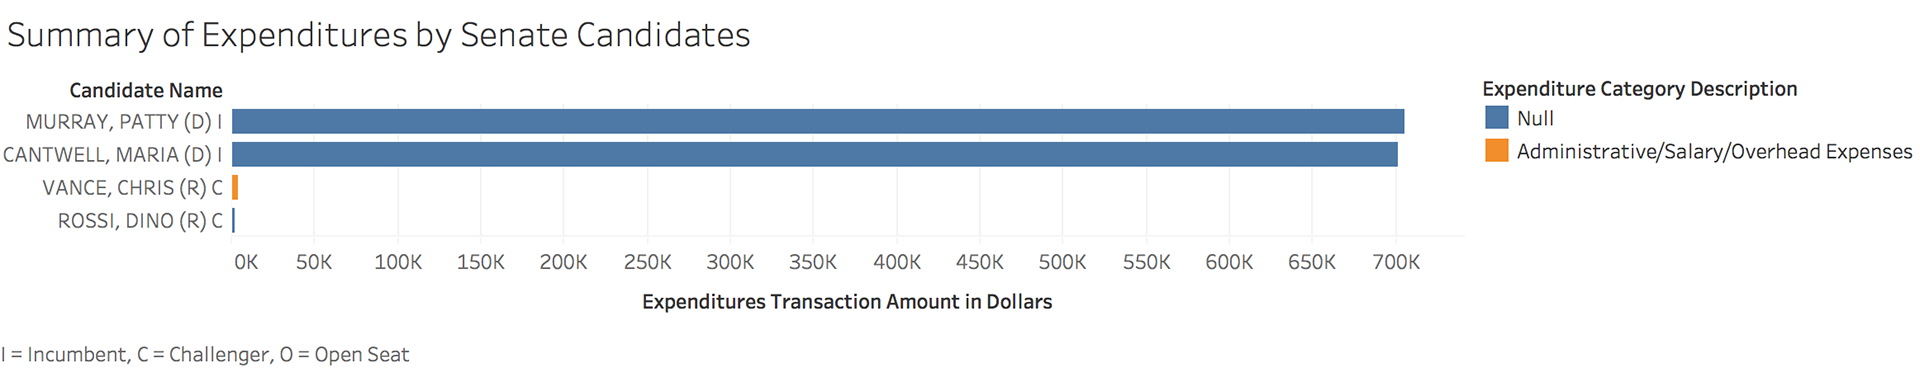 Summary of Expenditures by Senate Candidates
Candidate Name
MURRAY, PATTY (D) I
CANTWELL, MARIA (D) I
VANCE, CHRIS (R) C
ROSSI, DINO (R) C
0K 50K 100K 150K 200K 250K 300K 350K 400K 450K 500K 550K 600K 650K 700K
Expenditures Transaction Amount in Dollars
Expenditure Category Description
Null
Administrative/Salary/Overhead Expenses
I = Incumbent, C = Challenger, O = Open Seat